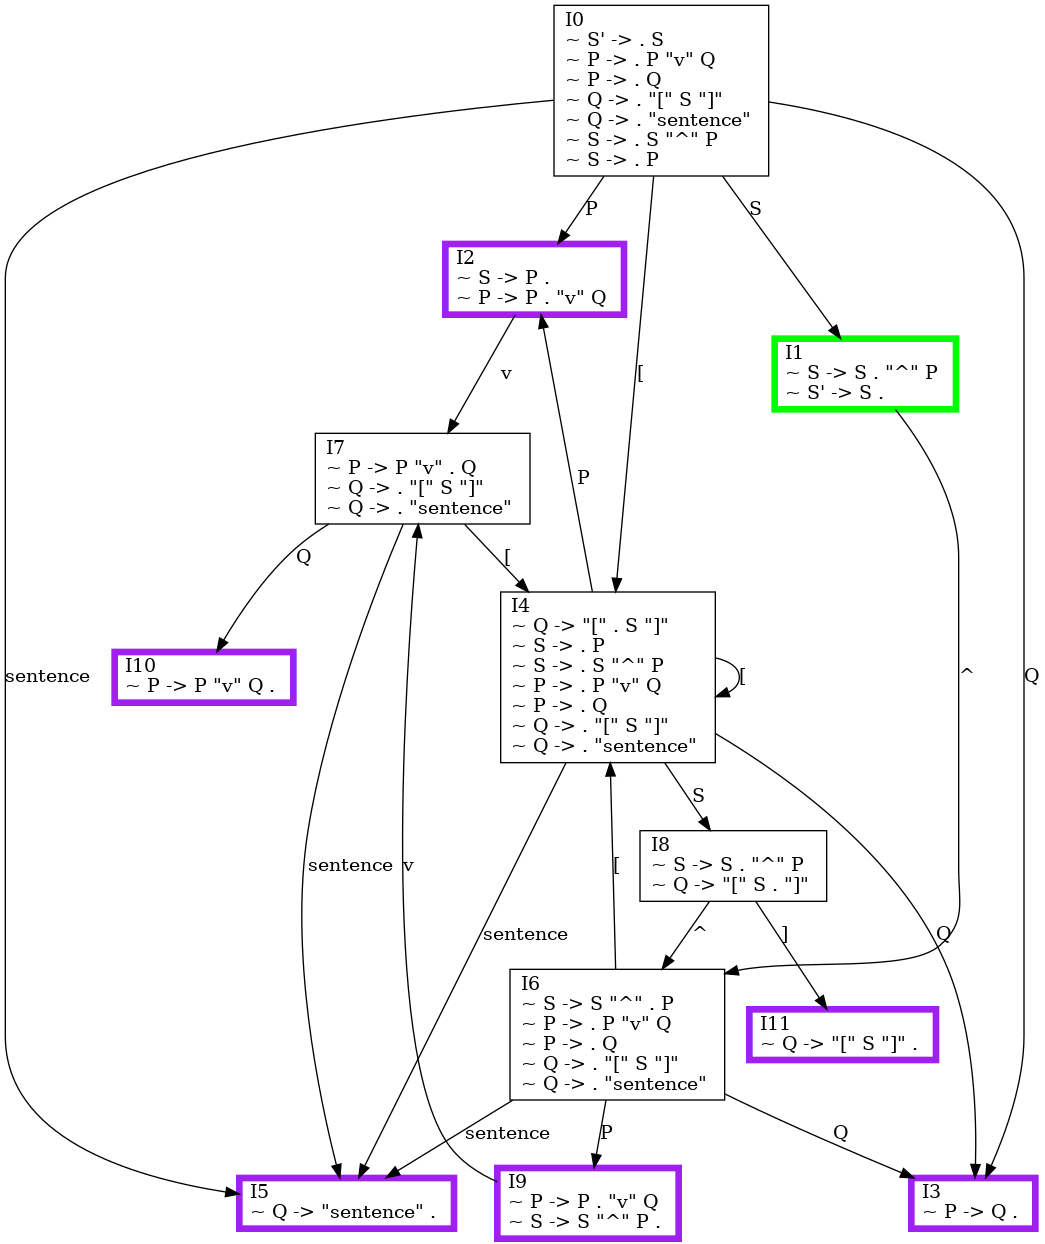 I0
~ S' -> . S
~ P -> . P "v" Q
~ P -> . Q
~ Q -> . "[" S "]"
~ Q -> . "sentence"
~ S -> . S "^" P
~ S -> . P
P
[
S
I2
~ S -> P .
~ P -> P . "v" Q
I1
~ S -> S . "^" P
~ S' -> S .
v
P
I7
~ P -> P "v" . Q
~ Q -> . "[" S "]"
~ Q -> . "sentence"
Q
[
I4
~ Q -> "[" . S "]"
~ S -> . P
~ S -> . S "^" P
~ P -> . P "v" Q
~ P -> . Q
~ Q -> . "[" S "]"
~ Q -> . "sentence"
[
sentence
I10
~ P -> P "v" Q .
^
Q
S
I8
~ S -> S . "^" P
~ Q -> "[" S . "]"
sentence
v
[
sentence
^
]
Q
I6
~ S -> S "^" . P
~ P -> . P "v" Q
~ P -> . Q
~ Q -> . "[" S "]"
~ Q -> . "sentence"
I11
~ Q -> "[" S "]" .
sentence
P
Q
I5
~ Q -> "sentence" .
I9
~ P -> P . "v" Q
~ S -> S "^" P .
I3
~ P -> Q .